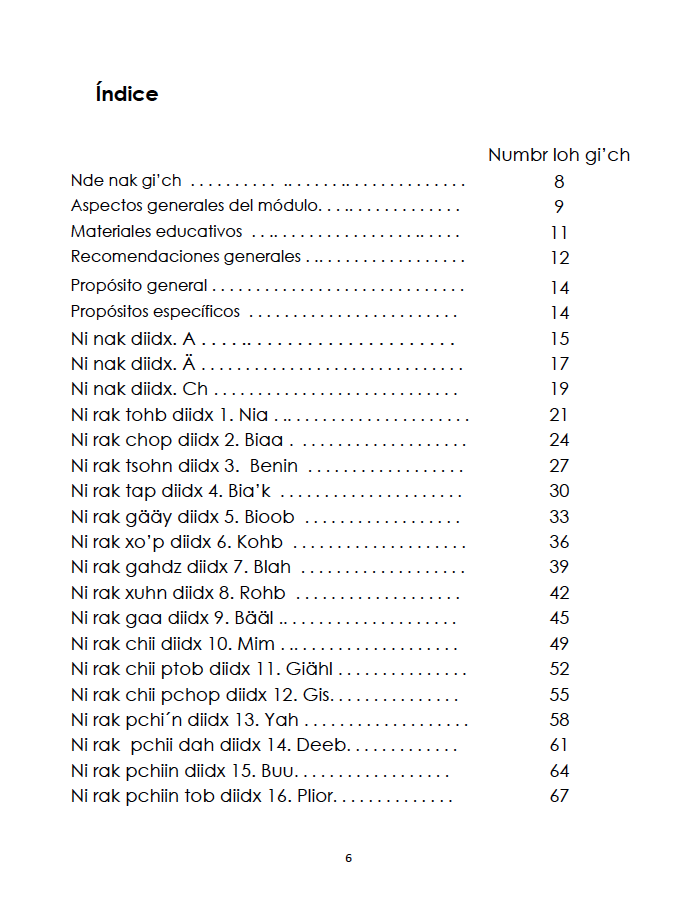 Índice
Numbr loh gi’ch
Nde nak gi’ch . . . . . . . . . . .. . . . . . .. . . . . . . . . . . . . . . 8
Aspectos generales del módulo. . . .. . . . . . . . . . . . . 9
Materiales educativos . . .. . . . . . . . . . . . . . . . . .. . . . . 11
Recomendaciones generales . .. . . . . . . . . . . . . . . . . 12
Propósito general . . . . . . . . . . . . . . . . . . . . . . . . . . . . . 14
Propósitos específicos . . . . . . . . . . . . . . . . . . . . . . . . 14
Ni nak diidx. A . . . . .. . . . . . . . . . . . . . . . . . . . . . 15
Ni nak diidx. Ä . . . . . . . . . . . . . . . . . . . . . . . . . . . . . . 17
Ni nak diidx. Ch . . . . . . . . . . . . . . . . . . . . . . . . . . . . 19
Ni rak tohb diidx 1. Nia . .. . . . . . . . . . . . . . . . . . . . . 21
Ni rak chop diidx 2. Biaa . . . . . . . . . . . . . . . . . . . . 24
Ni rak tsohn diidx 3. Benin . . . . . . . . . . . . . . . . . . 27
Ni rak tap diidx 4. Bia’k . . . . . . . . . . . . . . . . . . . . . 30
Ni rak gääy diidx 5. Bioob . . . . . . . . . . . . . . . . . . 33
Ni rak xo’p diidx 6. Kohb . . . . . . . . . . . . . . . . . . . . 36
Ni rak gahdz diidx 7. Blah . . . . . . . . . . . . . . . . . . . 39
Ni rak xuhn diidx 8. Rohb . . . . . . . . . . . . . . . . . . . 42
Ni rak gaa diidx 9. Bääl .. . . . . . . . . . . . . . . . . . . . 45
Ni rak chii diidx 10. Mim . .. . . . . . . . . . . . . . . . . . . 49
Ni rak chii ptob diidx 11. Giähl . . . . . . . . . . . . . . . 52
Ni rak chii pchop diidx 12. Gis. . . . . . . . . . . . . . . 55
Ni rak pchi´n diidx 13. Yah . . . . . . . . . . . . . . . . . . . 58
Ni rak  pchii dah diidx 14. Deeb. . . . . . . . . . . . . 61
Ni rak pchiin diidx 15. Buu. . . . . . . . . . . . . . . . . . 64
Ni rak pchiin tob diidx 16. Plior. . . . . . . . . . . . . . 67
6